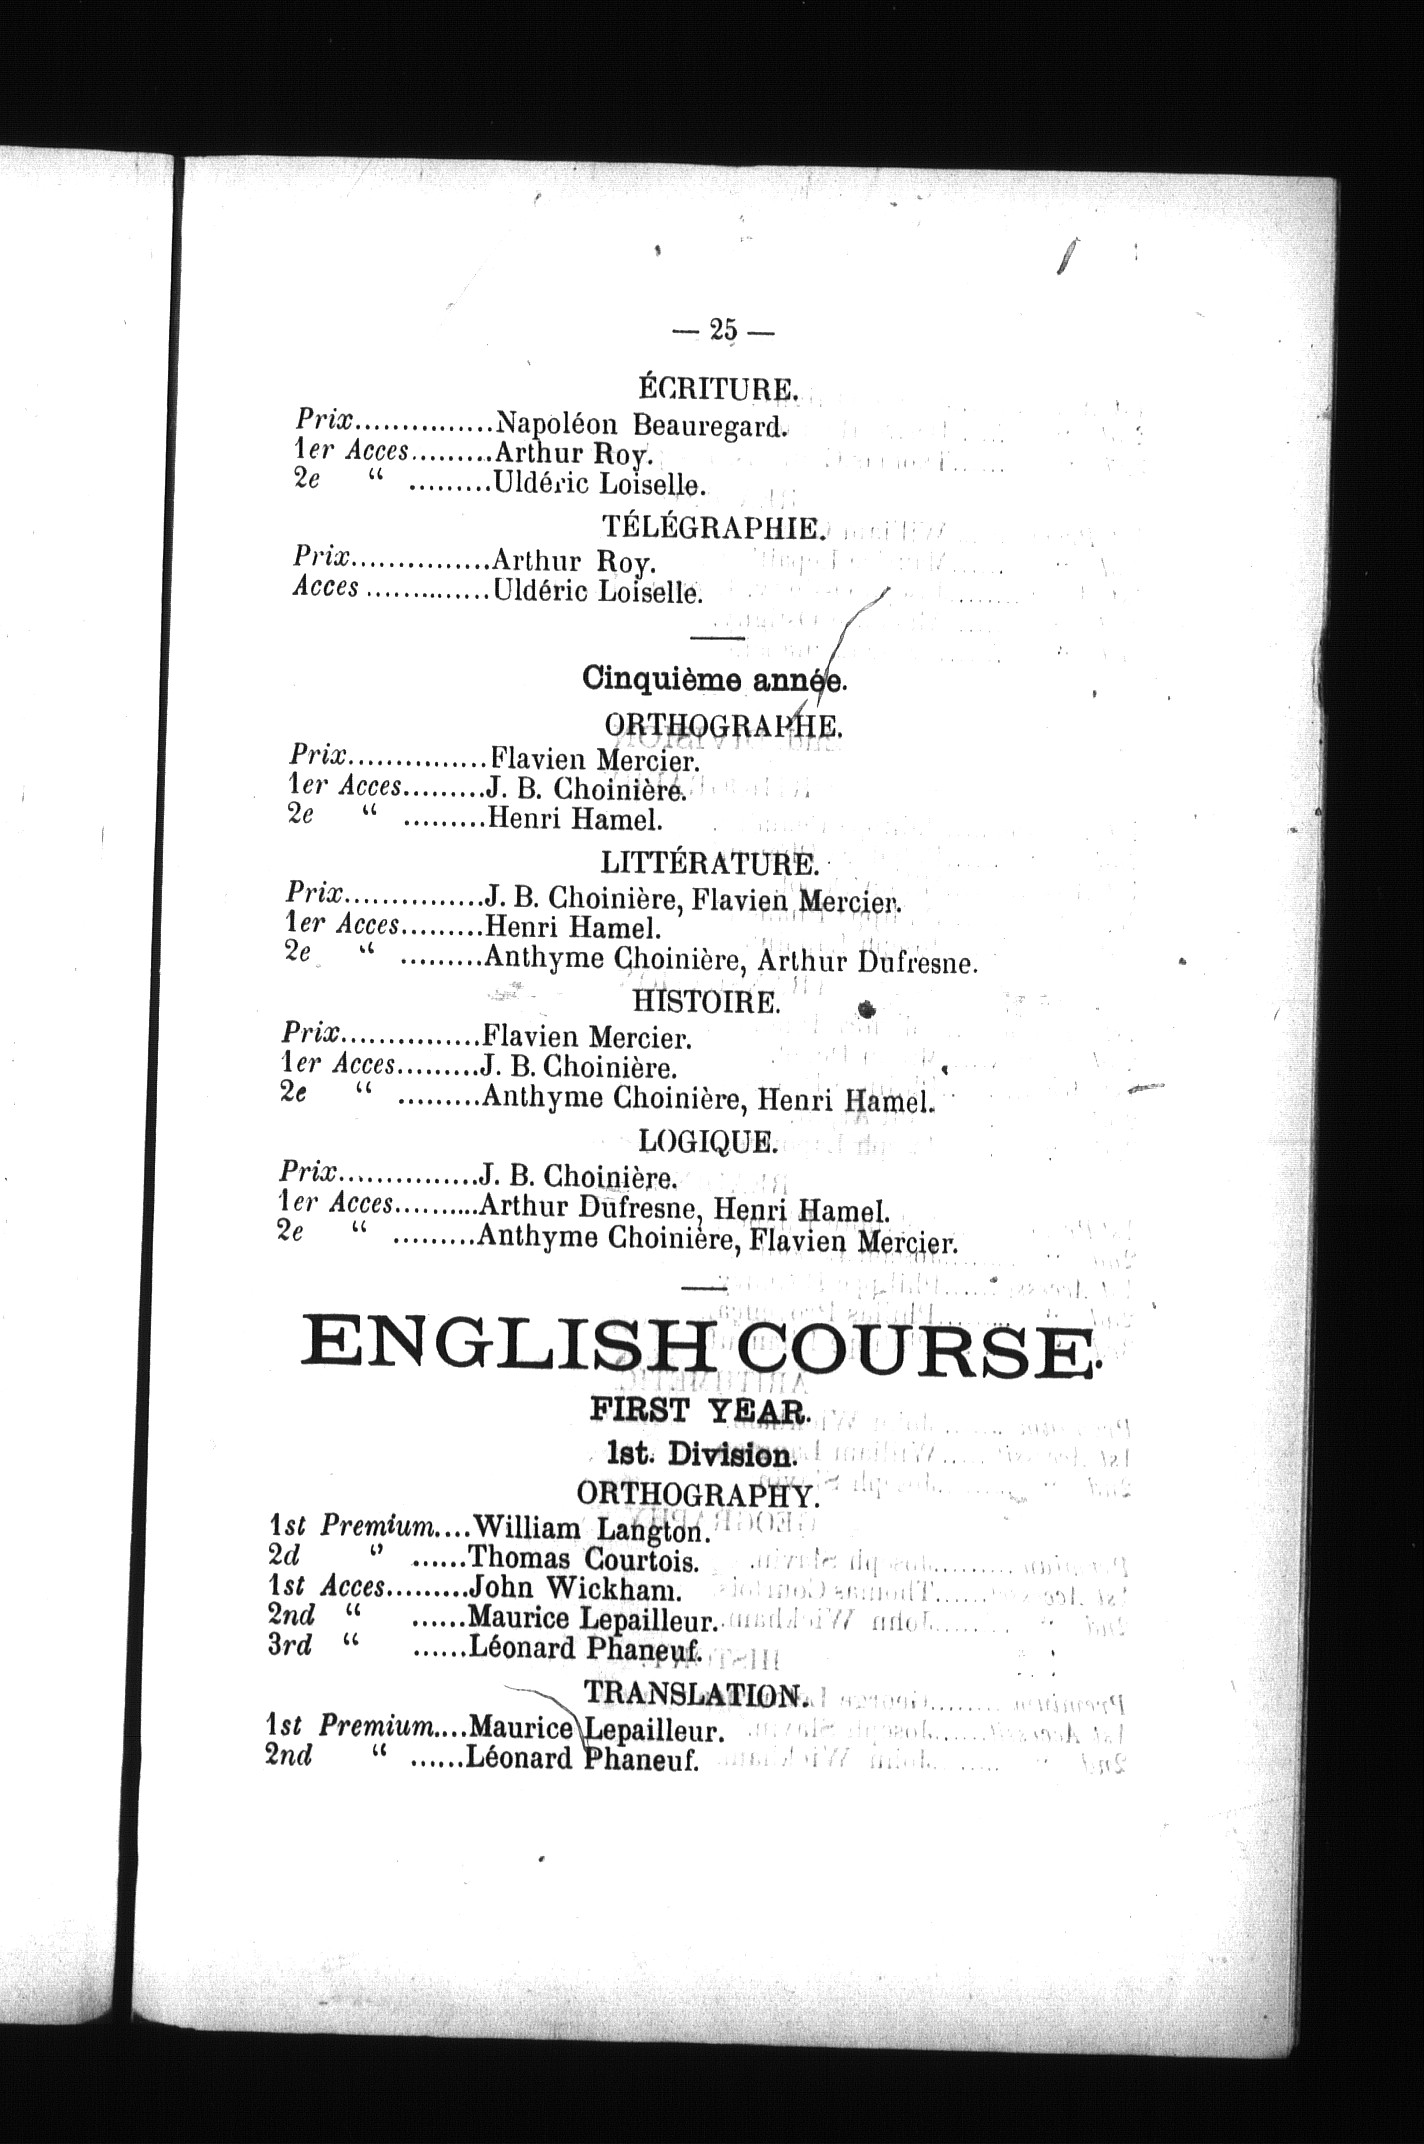 — 25 —
ÉCRITURE.
Prix...............Napoléon Beauregard.
1er Acces.........Arthur Roy.
2e “ .........Uldéric Loiselle.
TÉLÉGRAPHIE.
Prix...............Arthur Roy.
Acces .............Uldéric Loiselle.
Cinquième année.
ORTHOGRAPHE.
Prix...............Flavien Mercier.
1er Acces.........J. B. Choinière.
2e “ .........Henri Hamel.
LITTÉRATURE.
Prix...............J. B. Choinière, Flavien Mercier.
1er Acces.........Henri Hamel.
2e “ .........Anthyme Choinière, Arthur Dufresne.
HISTOIRE.
Prix...............Flavien Mercier.
1er Acces.........J. B. Choinière.
2e “ .........Anthyme Choinière, Henri Hamel.
LOGIQUE.
Prix...............J. B. Choinière.
1er Acces..........Arthur Dufresne, Henri Hamel.
2e “ .........Anthyme Choinière, Flavien Mercier.
ENGLISH COURSE.
FIRST YEAR.
1st. Division.
ORTHOGRAPHY.
1st Premium....William Langton.
2d “ ......Thomas Courtois.
1st Acces.........John Wickham.
2nd “ ......Maurice Lepailleur.
3rd “ ......Léonard Phaneuf.
TRANSLATION.
1st Premium....Maurice Lepailleur.
2nd “ ......Léonard Phaneuf.